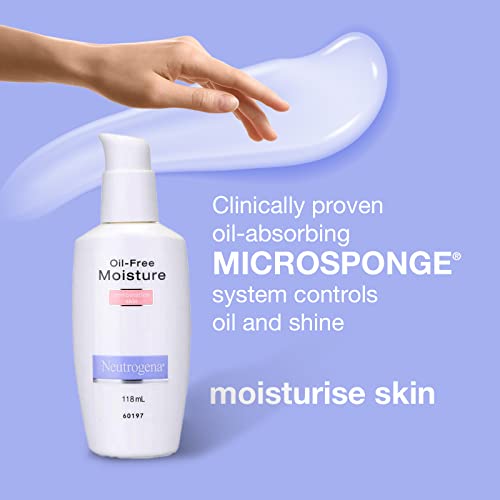 Oil-Free
Moisture
Neutrogena®
118mL
60197
Clinically proven
oil-absorbing
MICROSPONGE®
system controls
oil and shine
moisturise skin